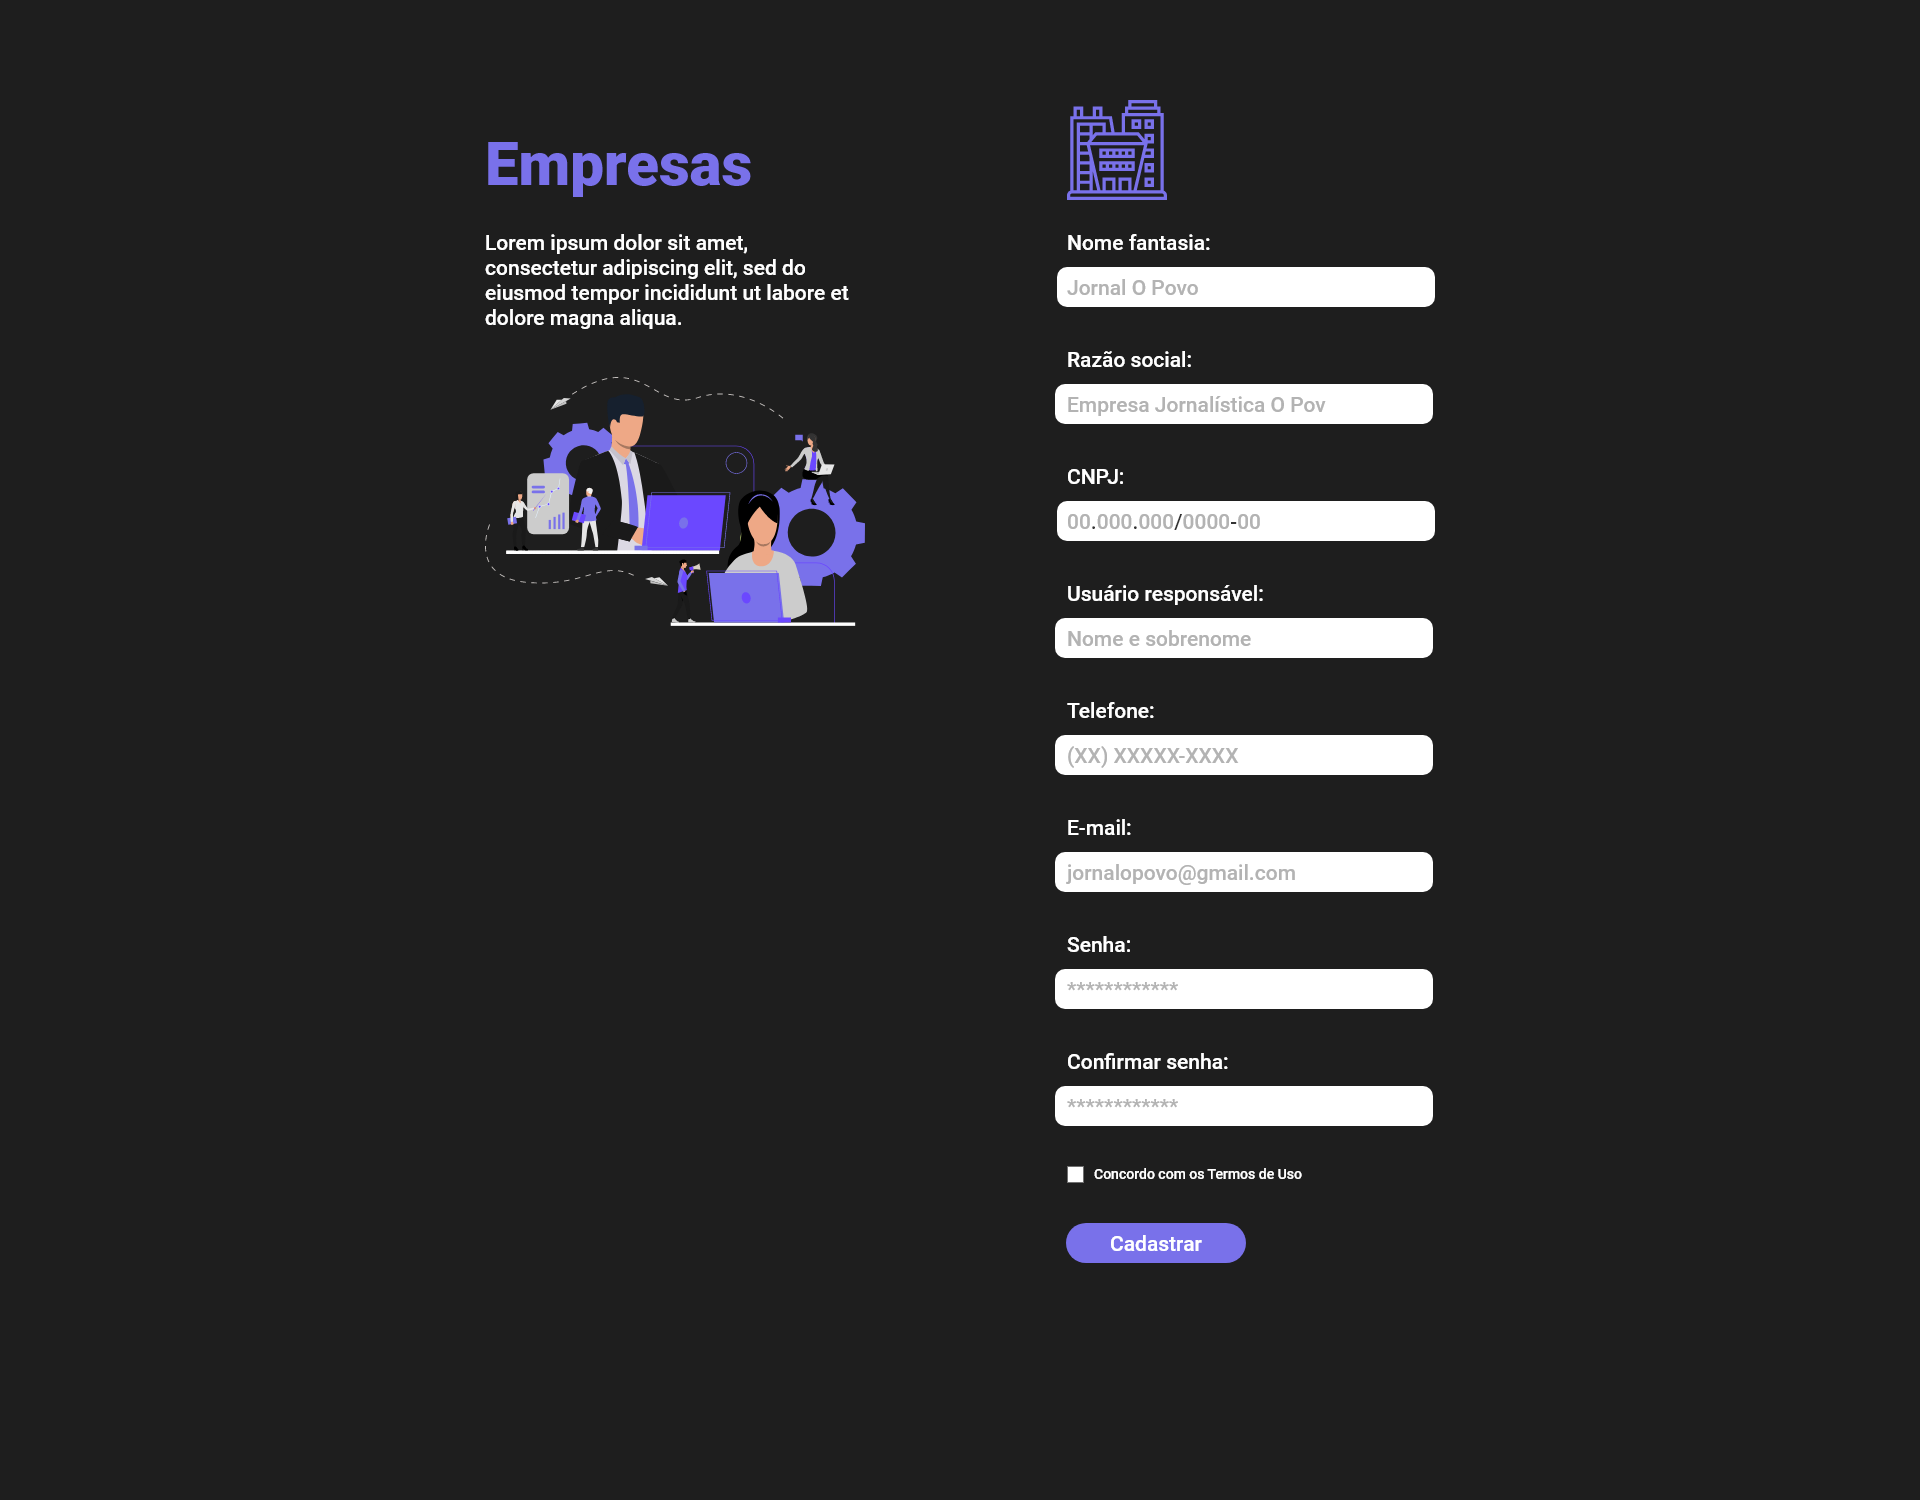 Empresas
Lorem ipsum dolor sit amet,
consectetur adipiscing elit, sed do
eiusmod tempor incididunt ut labore et
dolore magna aliqua.
Nome fantasia:
Jornal O Povo
Razão social:
Empresa Jornalística O Pov
CNPJ:
00.000.000/0000-00
Usuário responsável:
Nome e sobrenome
Telefone:
(XX) XXXXX-XXXX
E-mail:
jornalopovo@gmail.com
Senha:
************
Confirmar senha:
************
Concordo com os Termos de Uso
Cadastrar